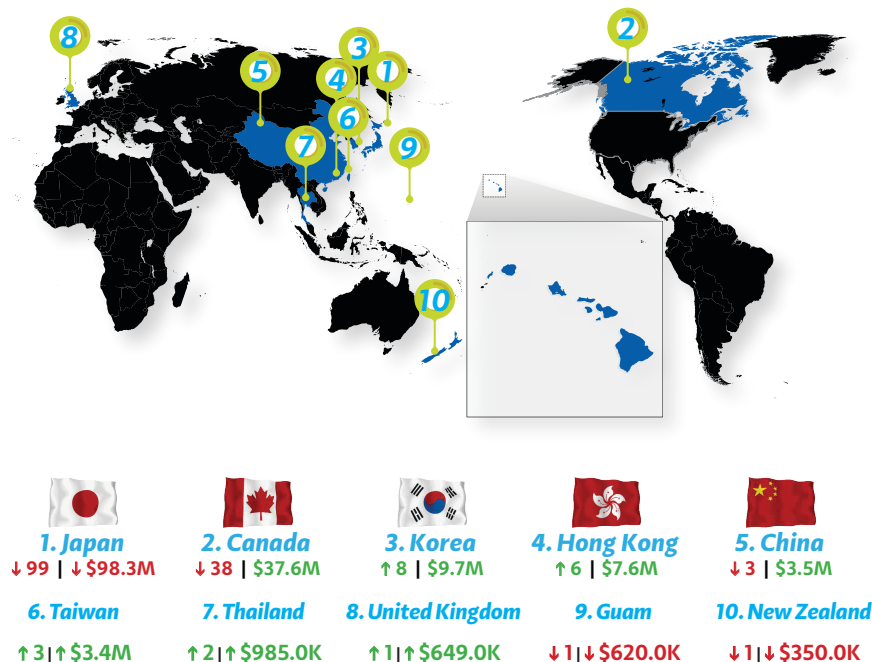 8
2
3
5
4
1
6
7
9
10
1. Japan
2. Canada
3. Korea
4. Hong Kong
5. China
↓ 99 | ↓ $98.3M
↓ 38 | $37.6M
↑ 8 | $9.7M
↑ 6 | $7.6M
↓ 3 | $3.5M
6. Taiwan
7. Thailand
8. United Kingdom
9. Guam
10. New Zealand
↑ 3|↑ $3.4M
↑ 2|↑ $985.0K
↑ 1|↑ $649.0K
↓ 1|↓ $620.0K
↓ 1|↓ $350.0K